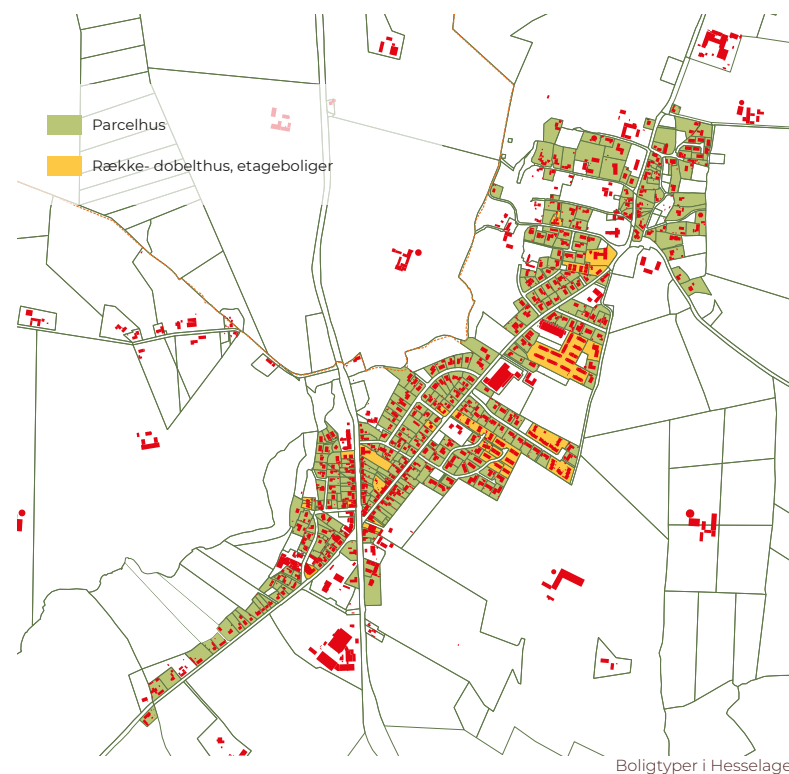 Parcelhus
Række- dobelthus, etageboliger
Boligtyper i Hesselage